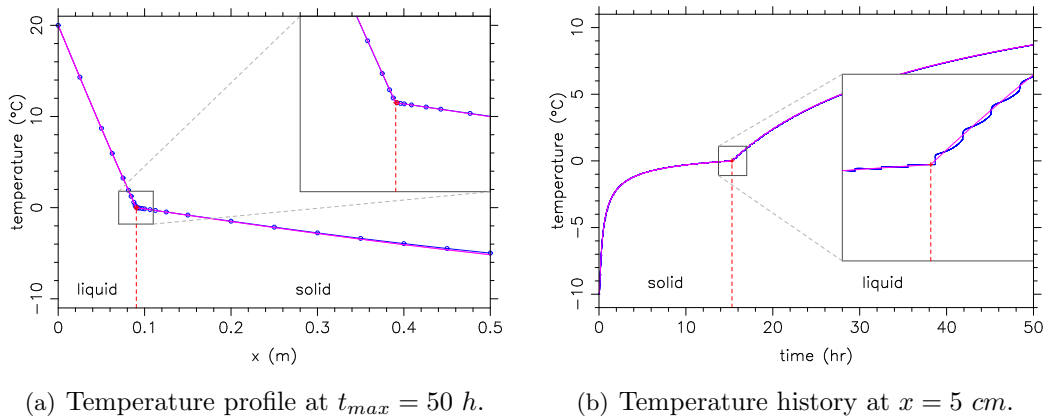 20
10
0
−10
temperature (°C)
liquid
solid
0
0.1
0.2
0.3
0.4
0.5
x (m)
10
5
0
−5
−10
temperature (°C)
solid
liquid
0
10
20
30
40
50
time (hr)
(a) Temperature profile at tmax = 50 h.
(b) Temperature history at x = 5 cm.